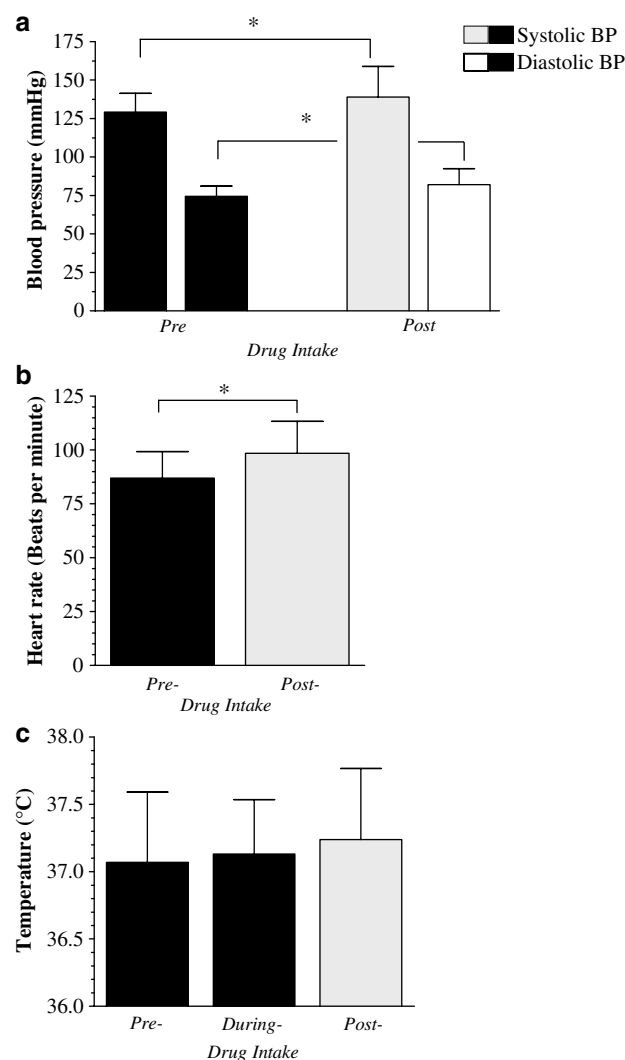 a
*
Systolic BP
Diastolic BP
175
150
125
100
75
50
25
0
Blood pressure (mmHg)
*
Pre
Post
Drug Intake
b
*
125
100
75
50
25
0
Heart rate (Beats per minute)
Pre-
Post-
Drug Intake
c
38.0
37.5
37.0
36.5
36.0
Temperature (°C)
Pre-
During-
Post-
Drug Intake